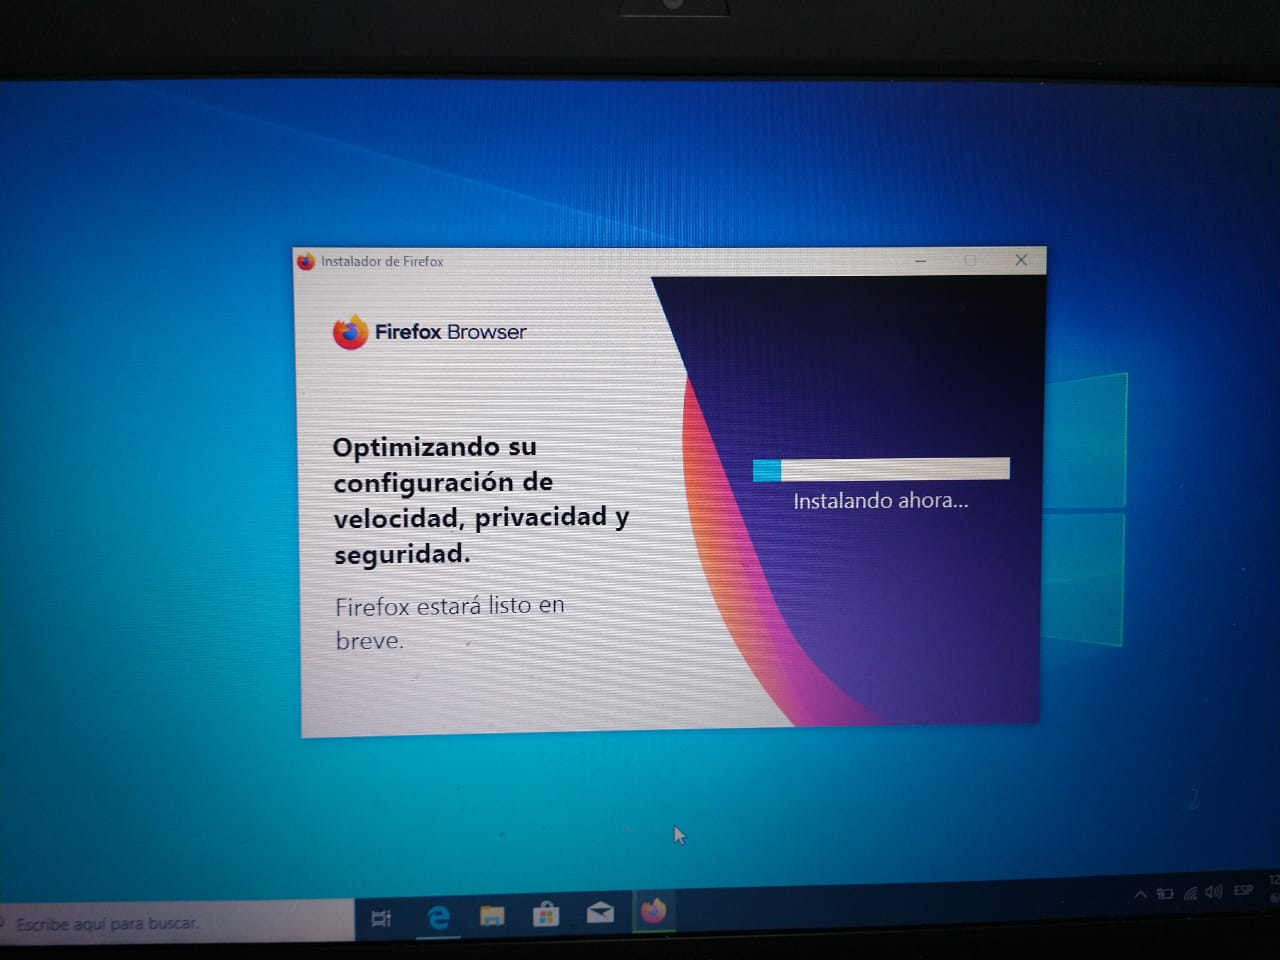 Instalador de Firefox
Firefox Browser
Optimizando su
configuración de
velocidad, privacidad y
seguridad.
Firefox estará listo en
breve.
Instalando ahora...
Escribe aquí para buscar.
ESP
12